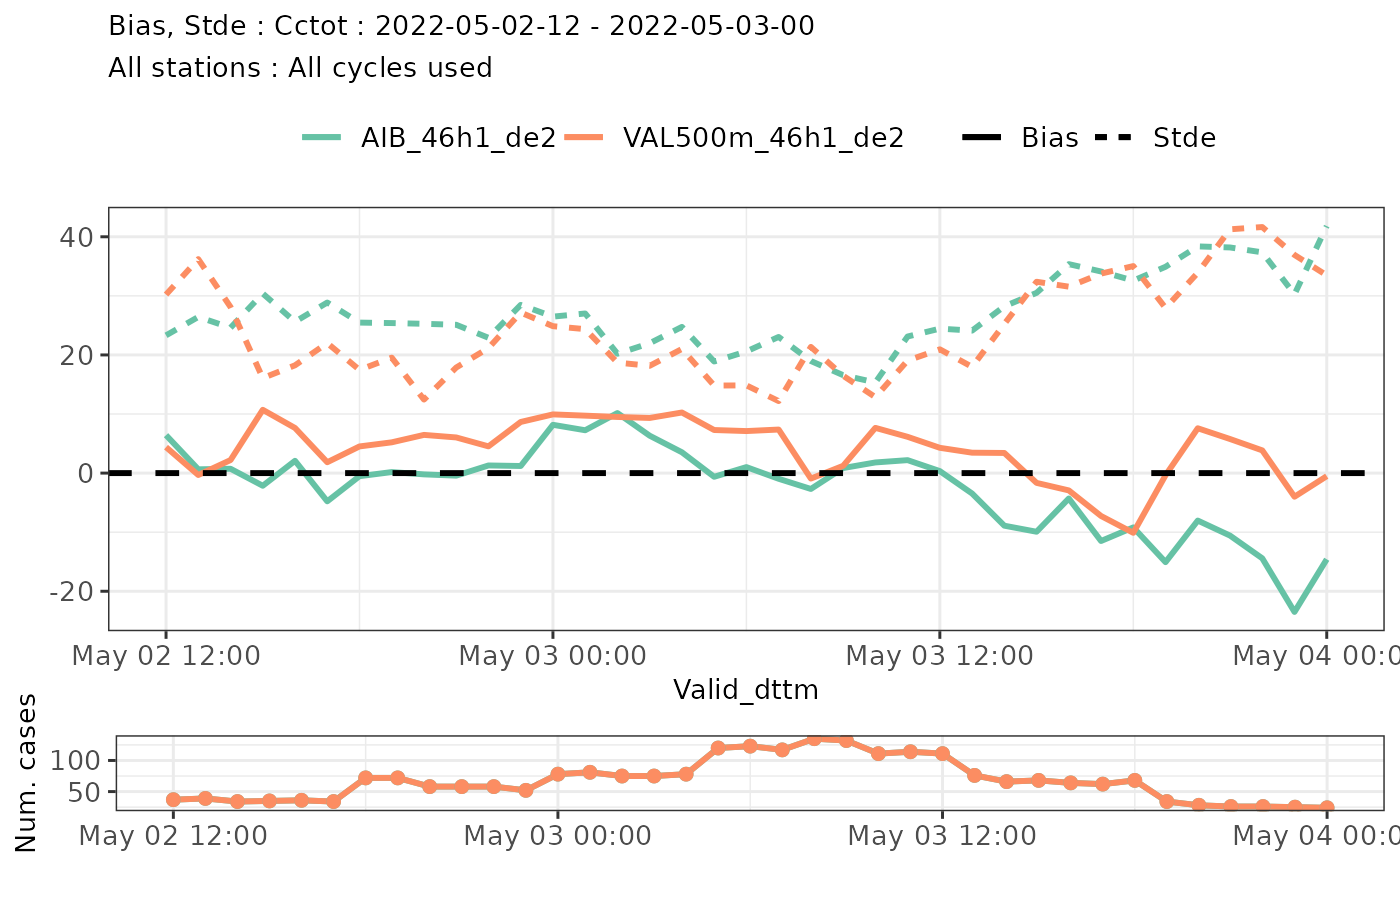 Bias, Stde : Cctot : 2022-05-02-12 - 2022-05-03-00
All stations : All cycles used
AIB_46h1_de2 VAL500m_46h1_de2 Bias Stde
40
20
0
-20
May 02 12:00 May 03 00:00 May 03 12:00 May 04 00:0
Valid_dttm
Num. cases
100
50
May 02 12:00 May 03 00:00 May 03 12:00 May 04 00:0